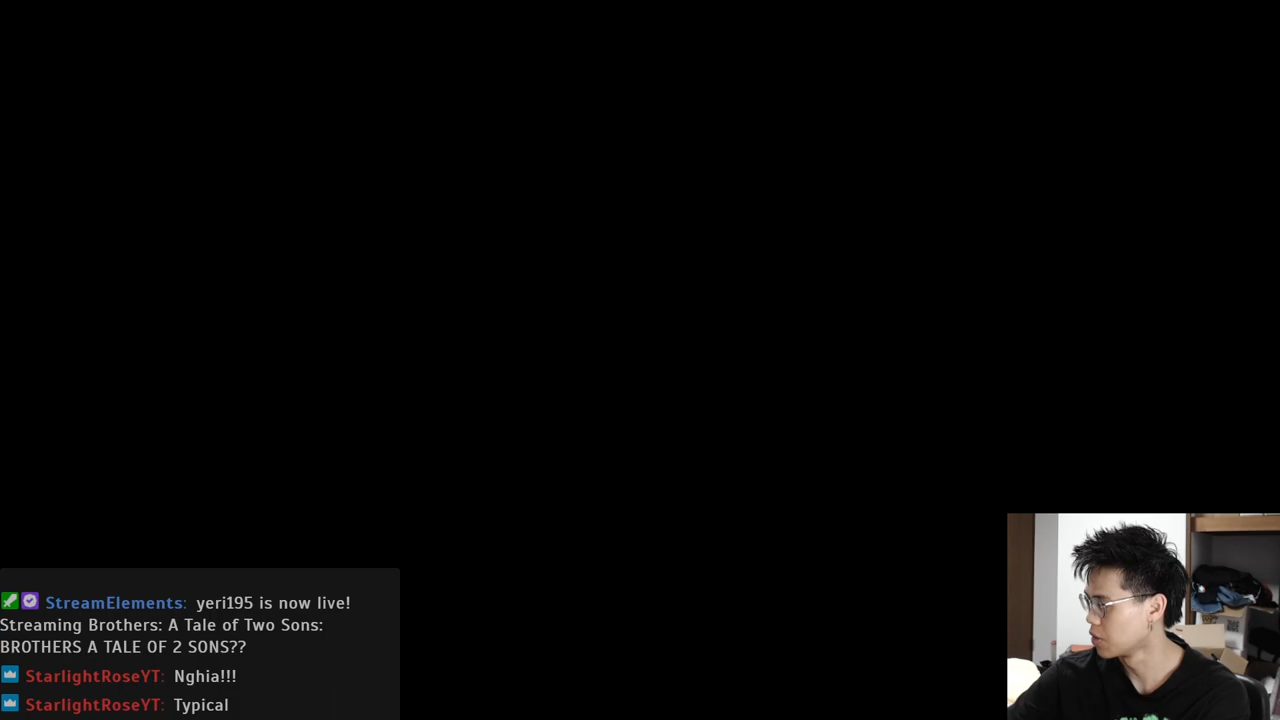 StreamElements: yeri195 is now live!
Streaming Brothers: A Tale of Two Sons:
BROTHERS A TALE OF 2 SONS??
StarlightRoseYT: Nghia!!!
StarlightRoseYT: Typical